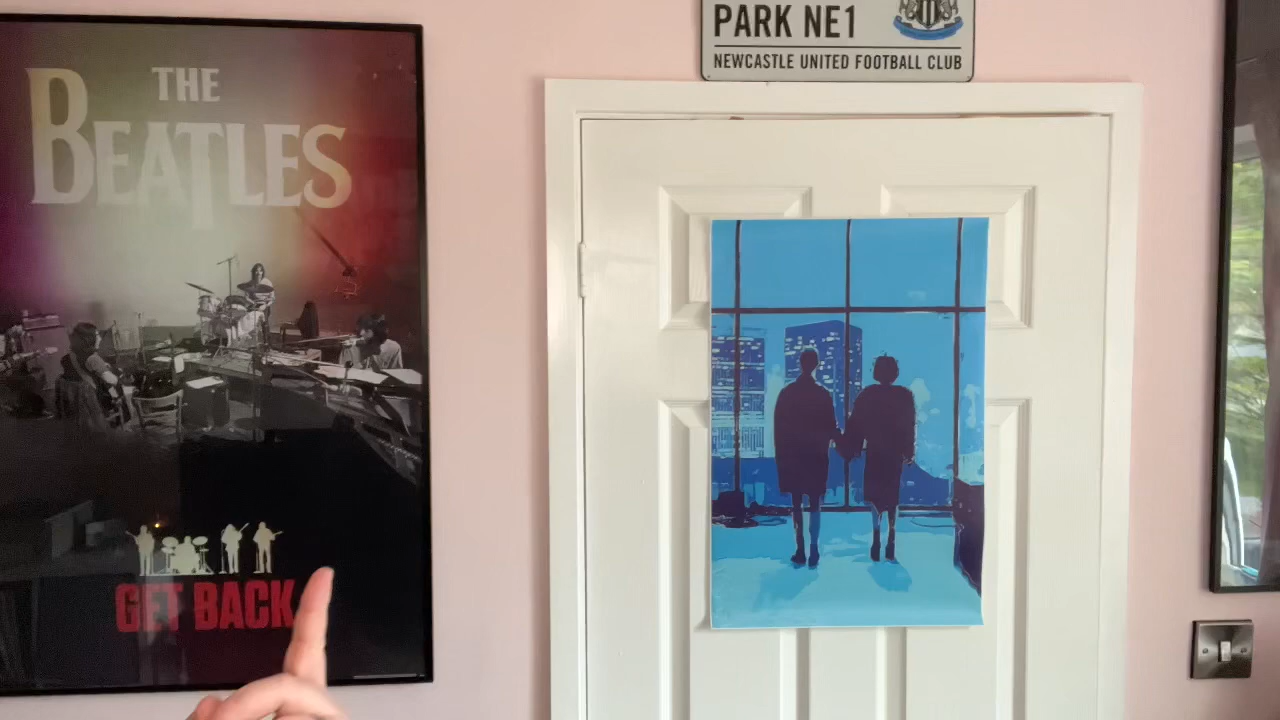 THE
BEATLES
GET BACK
PARK NE1
NEWCASTLE UNITED FOOTBALL CLUB